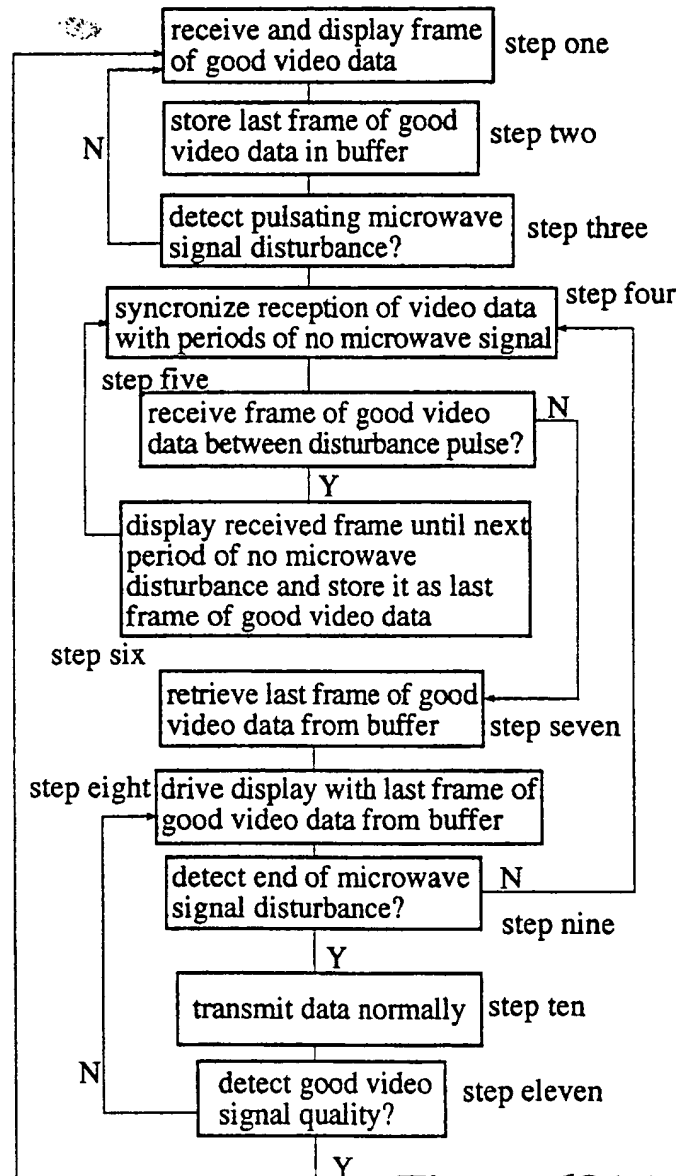 receive and display frame
of good video data
step one
store last frame of good
video data in buffer
step two
N
detect pulsating microwave
signal disturbance?
step three
step four
syncronize reception of video data
with periods of no microwave signal
step five
receive frame of good video
data between disturbance pulse?
N
Y
display received frame until next
period of no microwave
disturbance and store it as last
frame of good video data
step six
retrieve last frame of good
video data from buffer
step seven
step eight
drive display with last frame of
good video data from buffer
detect end of microwave
signal disturbance?
N
step nine
Y
transmit data normally
step ten
N
detect good video
signal quality?
step eleven
Y